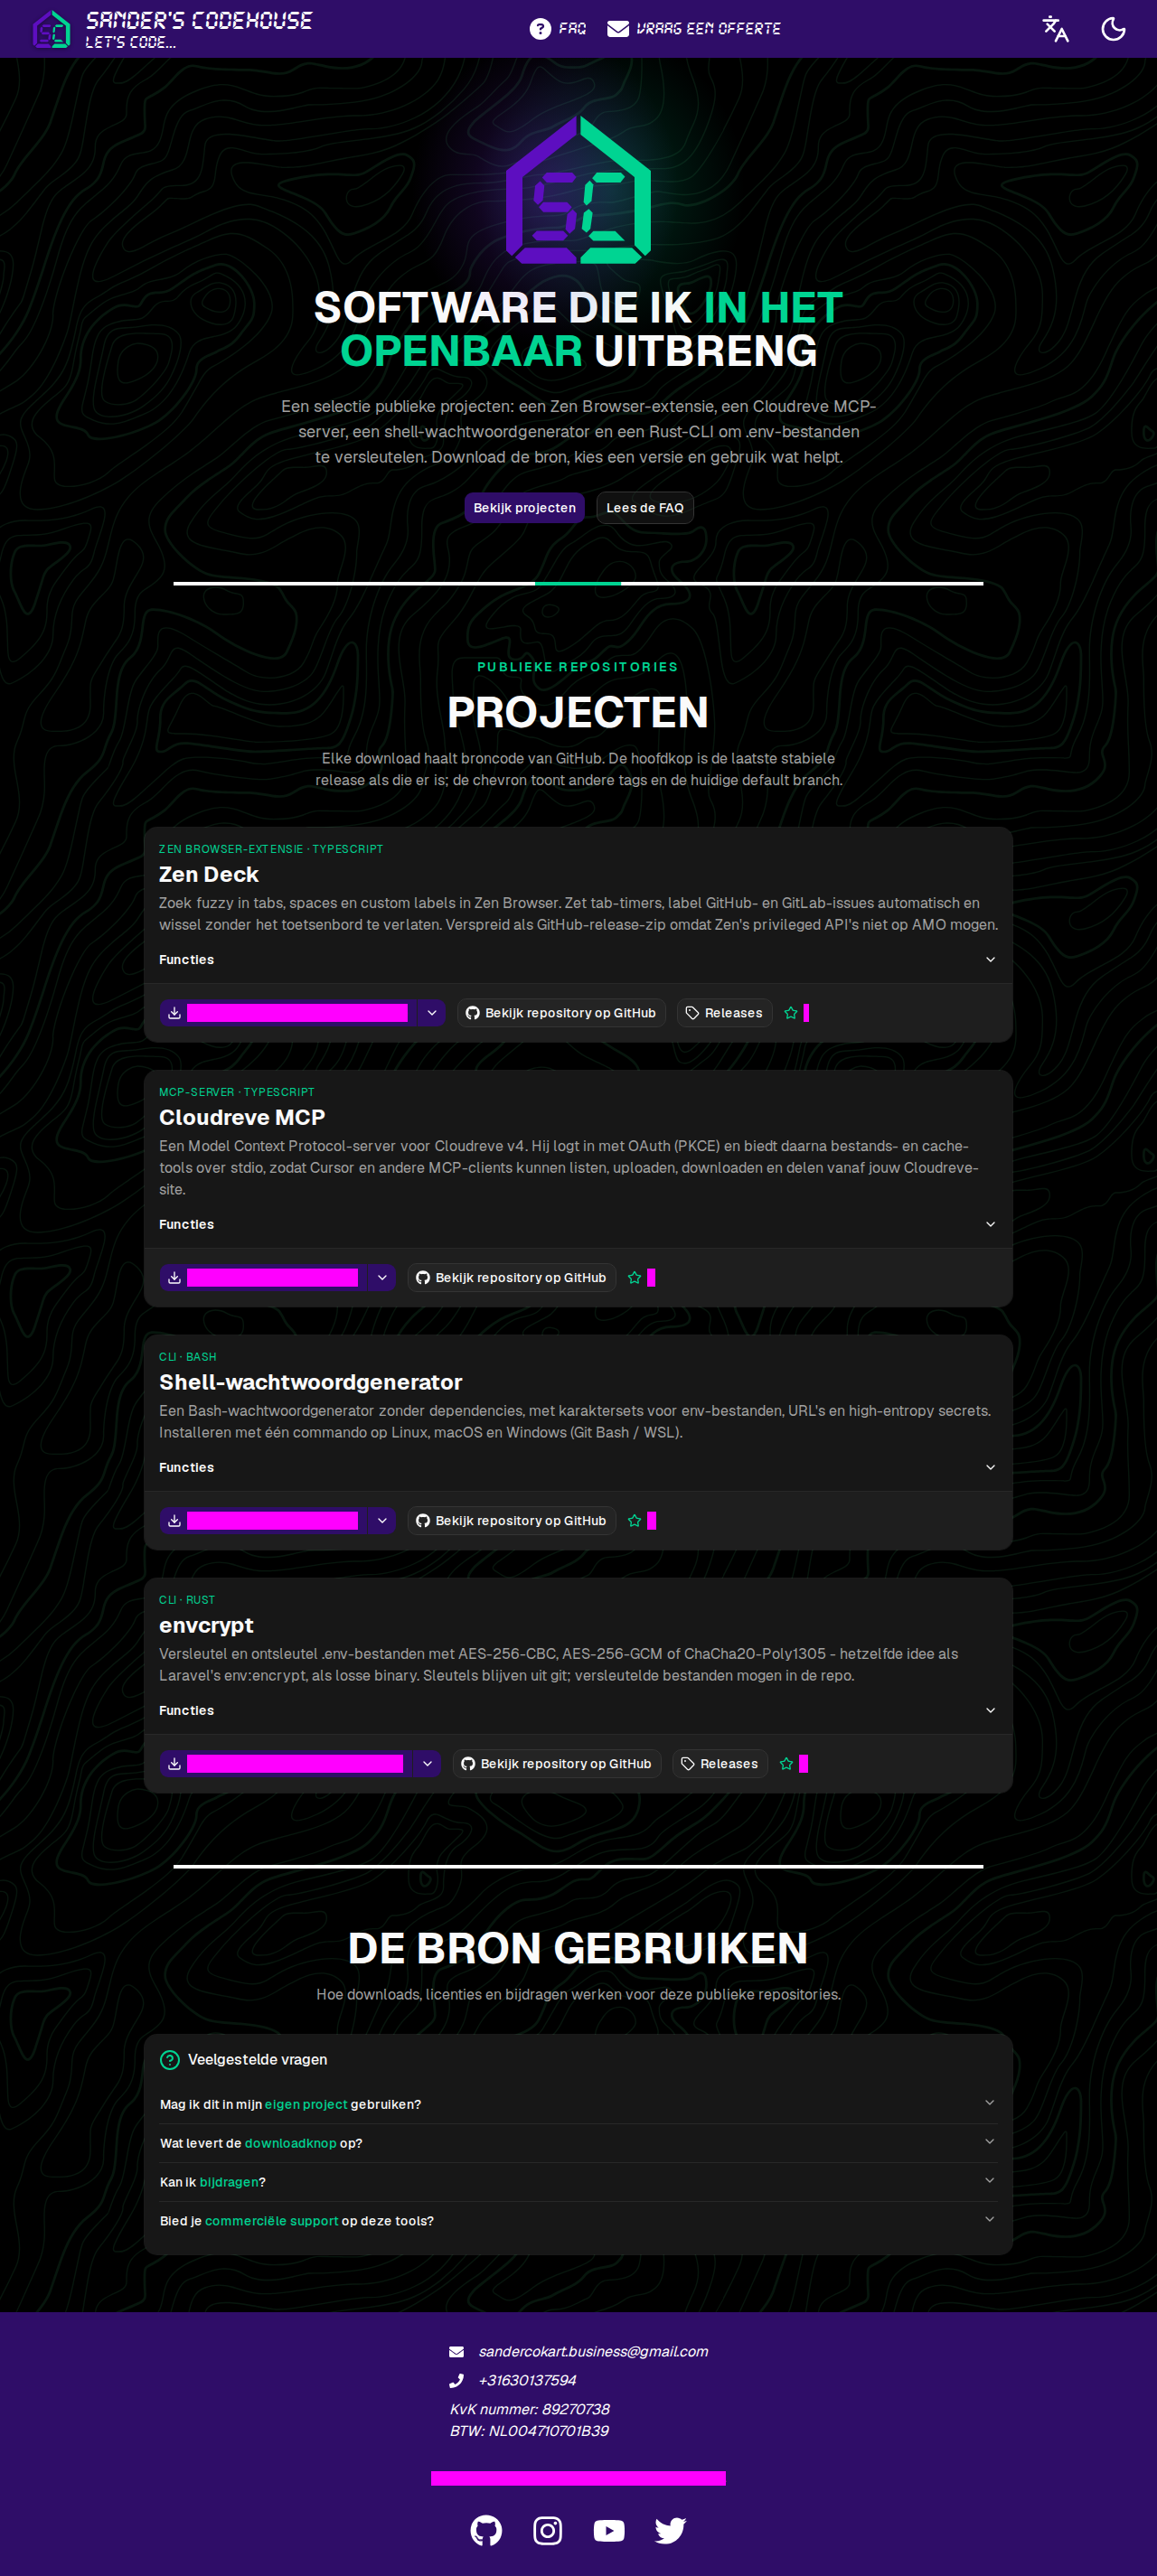 SANDER'S CODEHOUSE
LET'S CODE...
FAQ
VRAAG EEN OFFERTE
SC
SOFTWARE DIE IK IN HET
OPENBAAR UITBRENG
Een selectie publieke projecten: een Zen Browser-extensie, een Cloudreve MCP-
server, een shell-wachtwoordgenerator en een Rust-CLI om .env-bestanden
te versleutelen. Download de bron, kies een versie en gebruik wat helpt.
Bekijk projecten
Lees de FAQ
PUBLIEKE REPOSITORIES
PROJECTEN
Elke download haalt broncode van GitHub. De hoofdkop is de laatste stabiele
release als die er is; de chevron toont andere tags en de huidige default branch.
ZEN BROWSER-EXTENSIE · TYPESCRIPT
Zen Deck
Zoek fuzzy in tabs, spaces en custom labels in Zen Browser. Zet tab-timers, label GitHub- en GitLab-issues automatisch en
wissel zonder het toetsenbord te verlaten. Verspreid als GitHub-release-zip omdat Zen's privileged API's niet op AMO mogen.
Functies
Bekijk repository op GitHub
Releases
MCP-SERVER · TYPESCRIPT
Cloudreve MCP
Een Model Context Protocol-server voor Cloudreve v4. Hij logt in met OAuth (PKCE) en biedt daarna bestands- en cache-
tools over stdio, zodat Cursor en andere MCP-clients kunnen listen, uploaden, downloaden en delen vanaf jouw Cloudreve-
site.
Functies
Bekijk repository op GitHub
CLI · BASH
Shell-wachtwoordgenerator
Een Bash-wachtwoordgenerator zonder dependencies, met karaktersets voor env-bestanden, URL's en high-entropy secrets.
Installeren met één commando op Linux, macOS en Windows (Git Bash / WSL).
Functies
Bekijk repository op GitHub
CLI · RUST
envcrypt
Versleutel en ontsleutel .env-bestanden met AES-256-CBC, AES-256-GCM of ChaCha20-Poly1305 - hetzelfde idee als
Laravel's env:encrypt, als losse binary. Sleutels blijven uit git; versleutelde bestanden mogen in de repo.
Functies
Bekijk repository op GitHub
Releases
DE BRON GEBRUIKEN
Hoe downloads, licenties en bijdragen werken voor deze publieke repositories.
Veelgestelde vragen
Mag ik dit in mijn eigen project gebruiken?
Wat levert de downloadknop op?
Kan ik bijdragen?
Bied je commerciële support op deze tools?
sandercokart.business@gmail.com
+31630137594
KvK nummer: 89270738
BTW: NL004710701B39